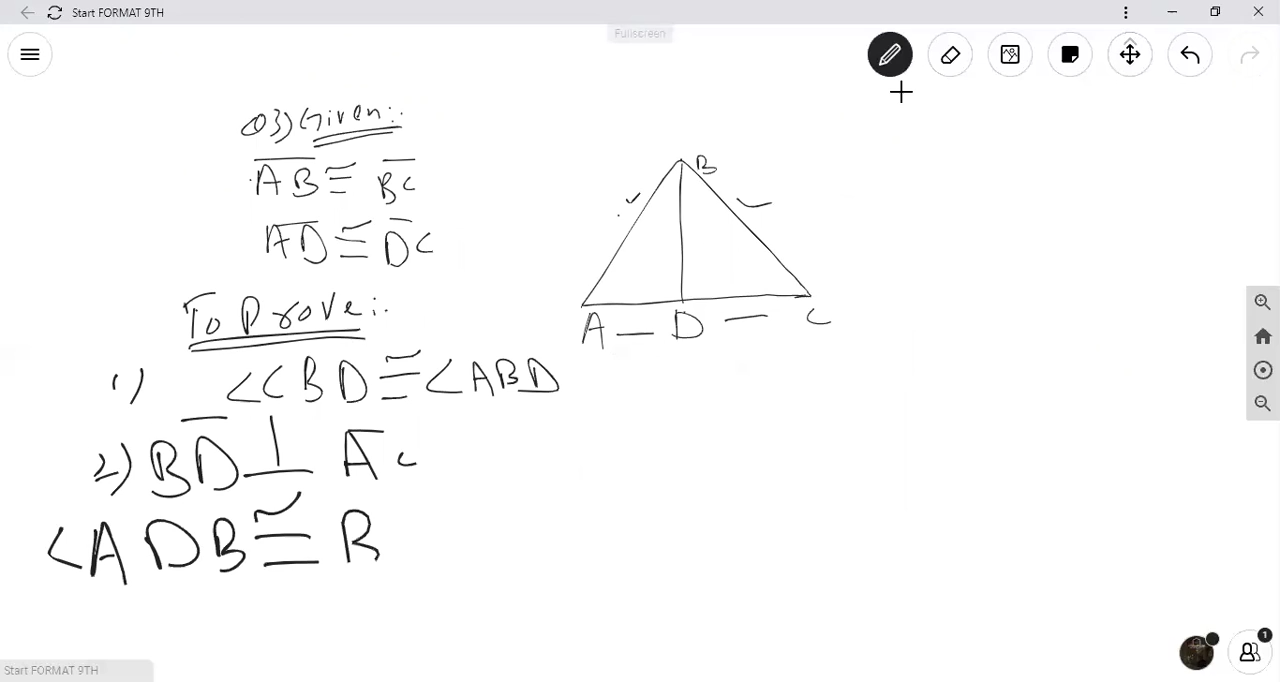 Start FORMAT 9TH
Fullscreen
03) Given:
AB ≅ BC
AD ≅ DC
To Prove:
1) <CBD ≅ <ABD
2) BD ⊥ AC
<ADB ≅ R
B
A — D — C
1
Start FORMAT 9TH